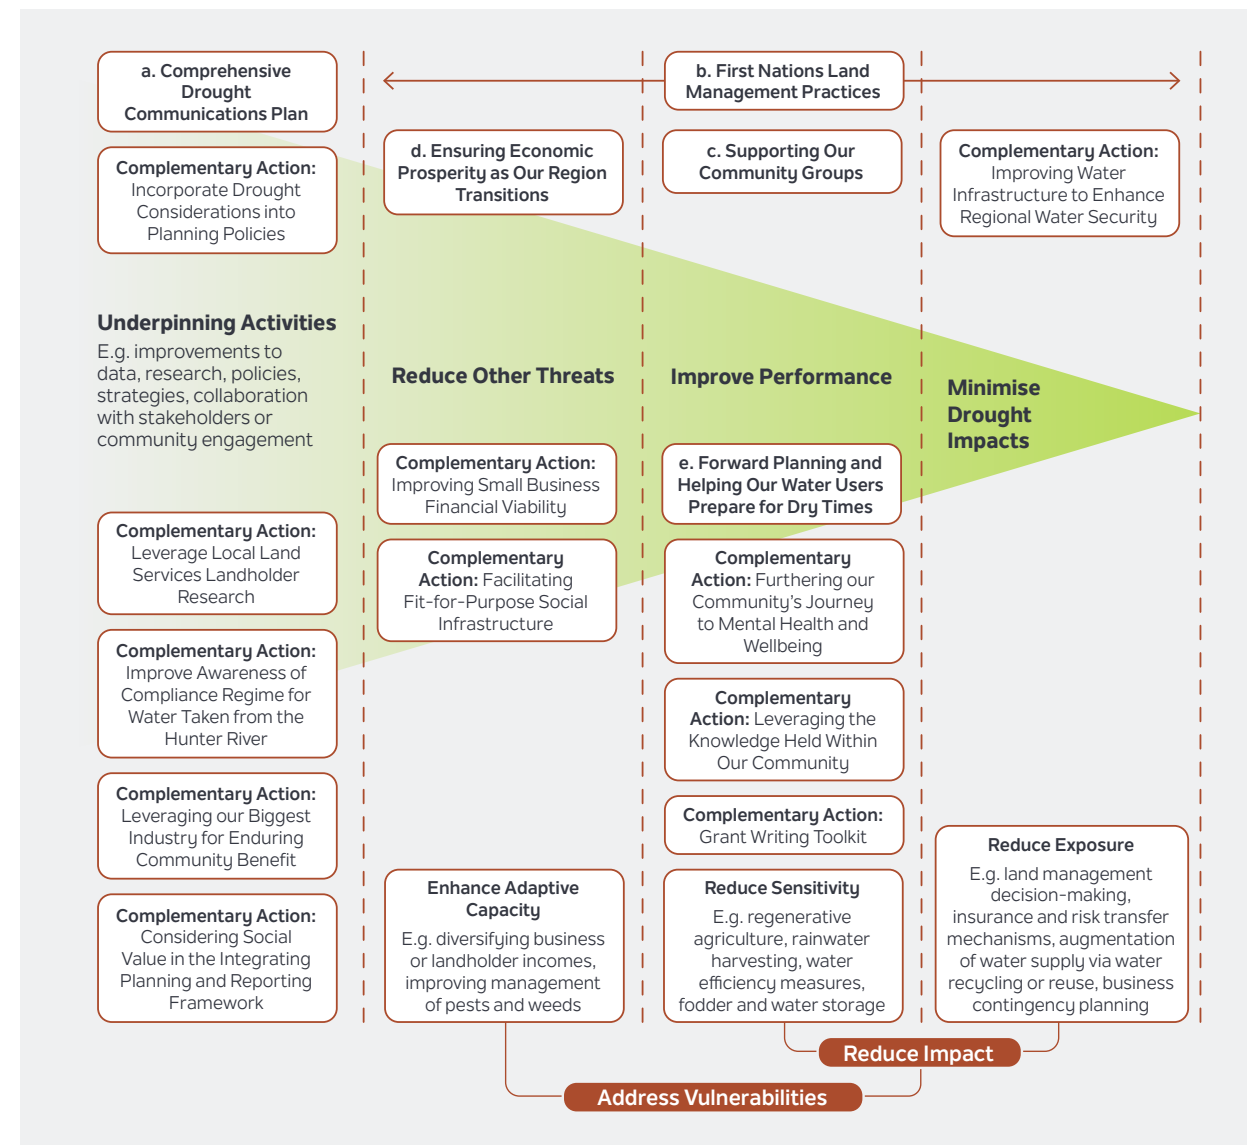 a. Comprehensive
Drought
Communications Plan
Complementary Action:
Incorporate Drought
Considerations into
Planning Policies
Underpinning Activities
E.g. improvements to
data, research, policies,
strategies, collaboration
with stakeholders or
community engagement
Complementary Action:
Leverage Local Land
Services Landholder
Research
Complementary Action:
Improve Awareness of
Compliance Regime for
Water Taken from the
Hunter River
Complementary Action:
Leveraging our Biggest
Industry for Enduring
Community Benefit
Complementary Action:
Considering Social
Value in the Integrating
Planning and Reporting
Framework
b. First Nations Land
Management Practices
d. Ensuring Economic
Prosperity as Our Region
Transitions
Reduce Other Threats
Complementary Action:
Improving Small Business
Financial Viability
Complementary
Action: Facilitating
Fit-for-Purpose Social
Infrastructure
Enhance Adaptive
Capacity
E.g. diversifying business
or landholder incomes,
improving management
of pests and weeds
c. Supporting Our
Community Groups
Improve Performance
e. Forward Planning and
Helping Our Water Users
Prepare for Dry Times
Complementary
Action: Furthering our
Community's Journey
to Mental Health and
Wellbeing
Complementary
Action: Leveraging the
Knowledge Held Within
Our Community
Complementary Action:
Grant Writing Toolkit
Reduce Sensitivity
E.g. regenerative
agriculture, rainwater
harvesting, water
efficiency measures,
fodder and water storage
Complementary Action:
Improving Water
Infrastructure to Enhance
Regional Water Security
Minimise
Drought
Impacts
Reduce Exposure
E.g. land management
decision-making,
insurance and risk transfer
mechanisms, augmentation
of water supply via water
recycling or reuse, business
contingency planning
Reduce Impact
Address Vulnerabilities